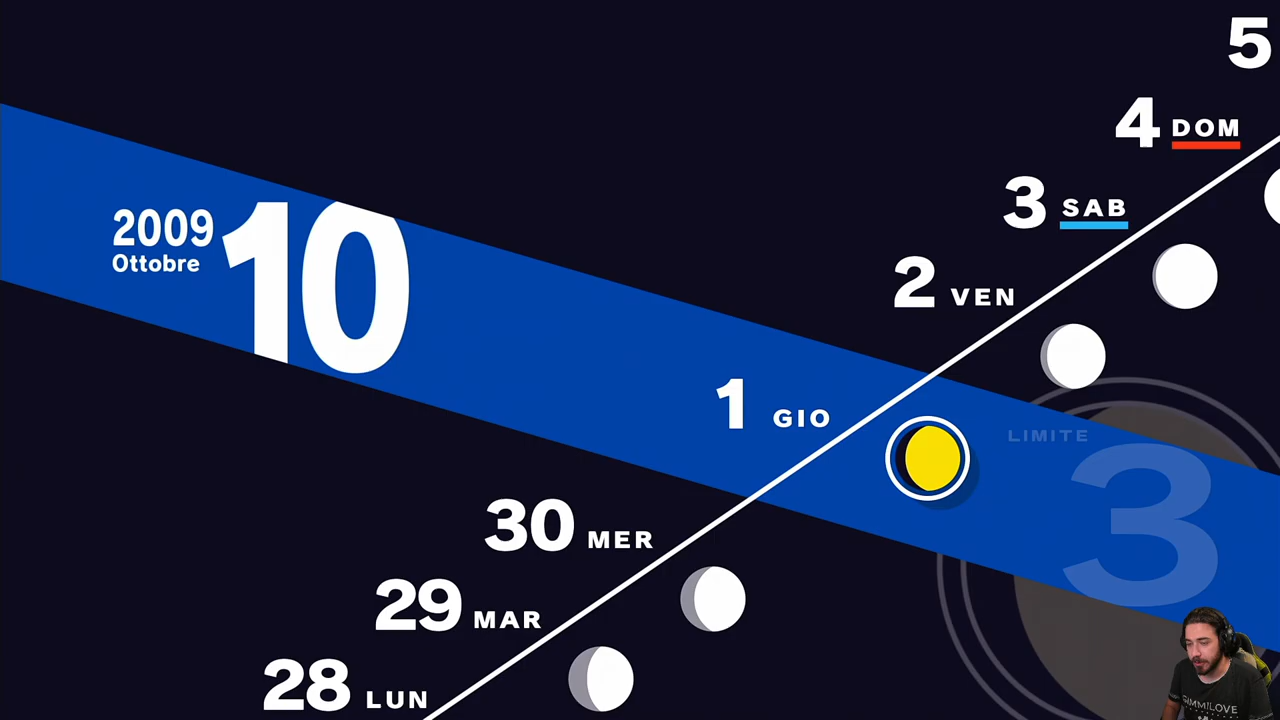 5
4 DOM
3 SAB
2 VEN
2009
Ottobre
10
1 GIO
LIMITE
3
30 MER
29 MAR
28 LUN
GIMMILOVE